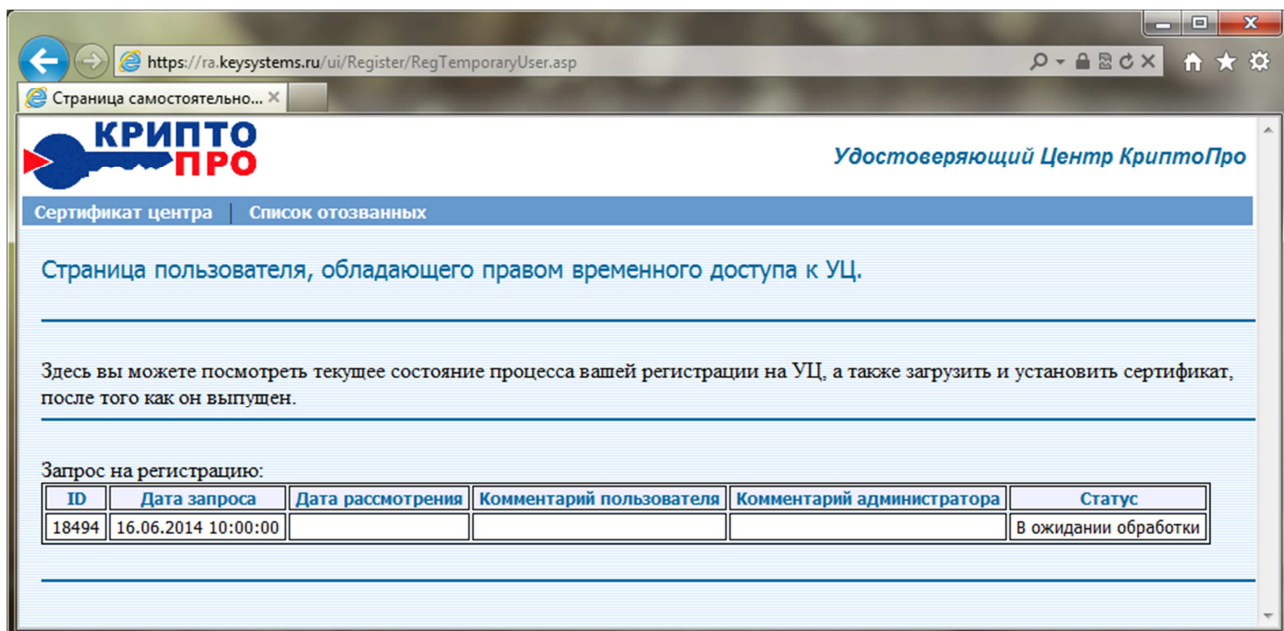 https://ra.keysystems.ru/ui/Register/RegTemporaryUser.asp
Страница самостоятельно...
КРИПТО
ПРО
Удостоверяющий Центр КриптоПро
Сертификат центра | Список отозванных
Страница пользователя, обладающего правом временного доступа к УЦ.
Здесь вы можете посмотреть текущее состояние процесса вашей регистрации на УЦ, а также загрузить и установить сертификат,
после того как он выпущен.
Запрос на регистрацию:
ID Дата запроса Дата рассмотрения Комментарий пользователя Комментарий администратора Статус
18494 16.06.2014 10:00:00 В ожидании обработки